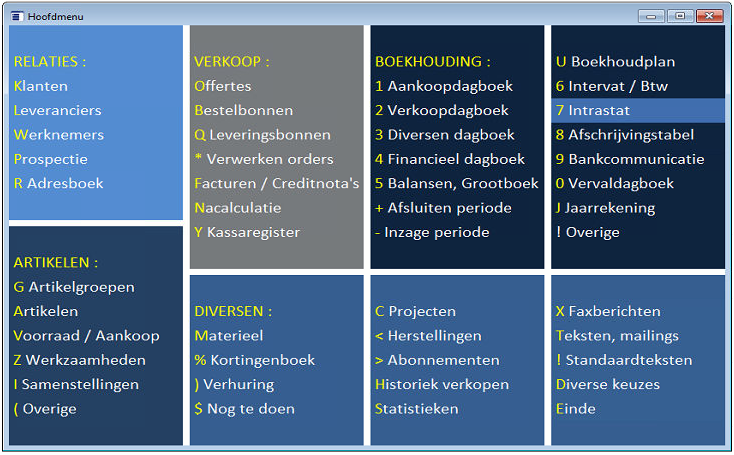 Hoofdmenu
RELATIES :
Klanten
Leveranciers
Werknemers
Prospectie
R Adresboek
ARTIKELEN :
G Artikelgroepen
Artikelen
Voorraad / Aankoop
Z Werkzaamheden
I Samenstellingen
( Overige
VERKOOP :
Offertes
Bestelbonnen
Q Leveringsbonnen
* Verwerken orders
Facturen / Creditnota's
Nacalculatie
Y Kassaregister
DIVERSEN :
Materieel
% Kortingenboek
) Verhuring
$ Nog te doen
BOEKHOUDING :
1 Aankoopdagboek
2 Verkoopdagboek
3 Diversen dagboek
4 Financieel dagboek
5 Balansen, Grootboek
+ Afsluiten periode
- Inzage periode
C Projecten
< Herstellingen
> Abonnementen
Historiek verkopen
Statistieken
U Boekhoudplan
6 Intervat / Btw
7 Intrastat
8 Afschrijvingstabel
9 Bankcommunicatie
0 Vervaldagboek
J Jaarrekening
! Overige
X Faxberichten
Teksten, mailings
! Standaardteksten
Diverse keuzes
Einde